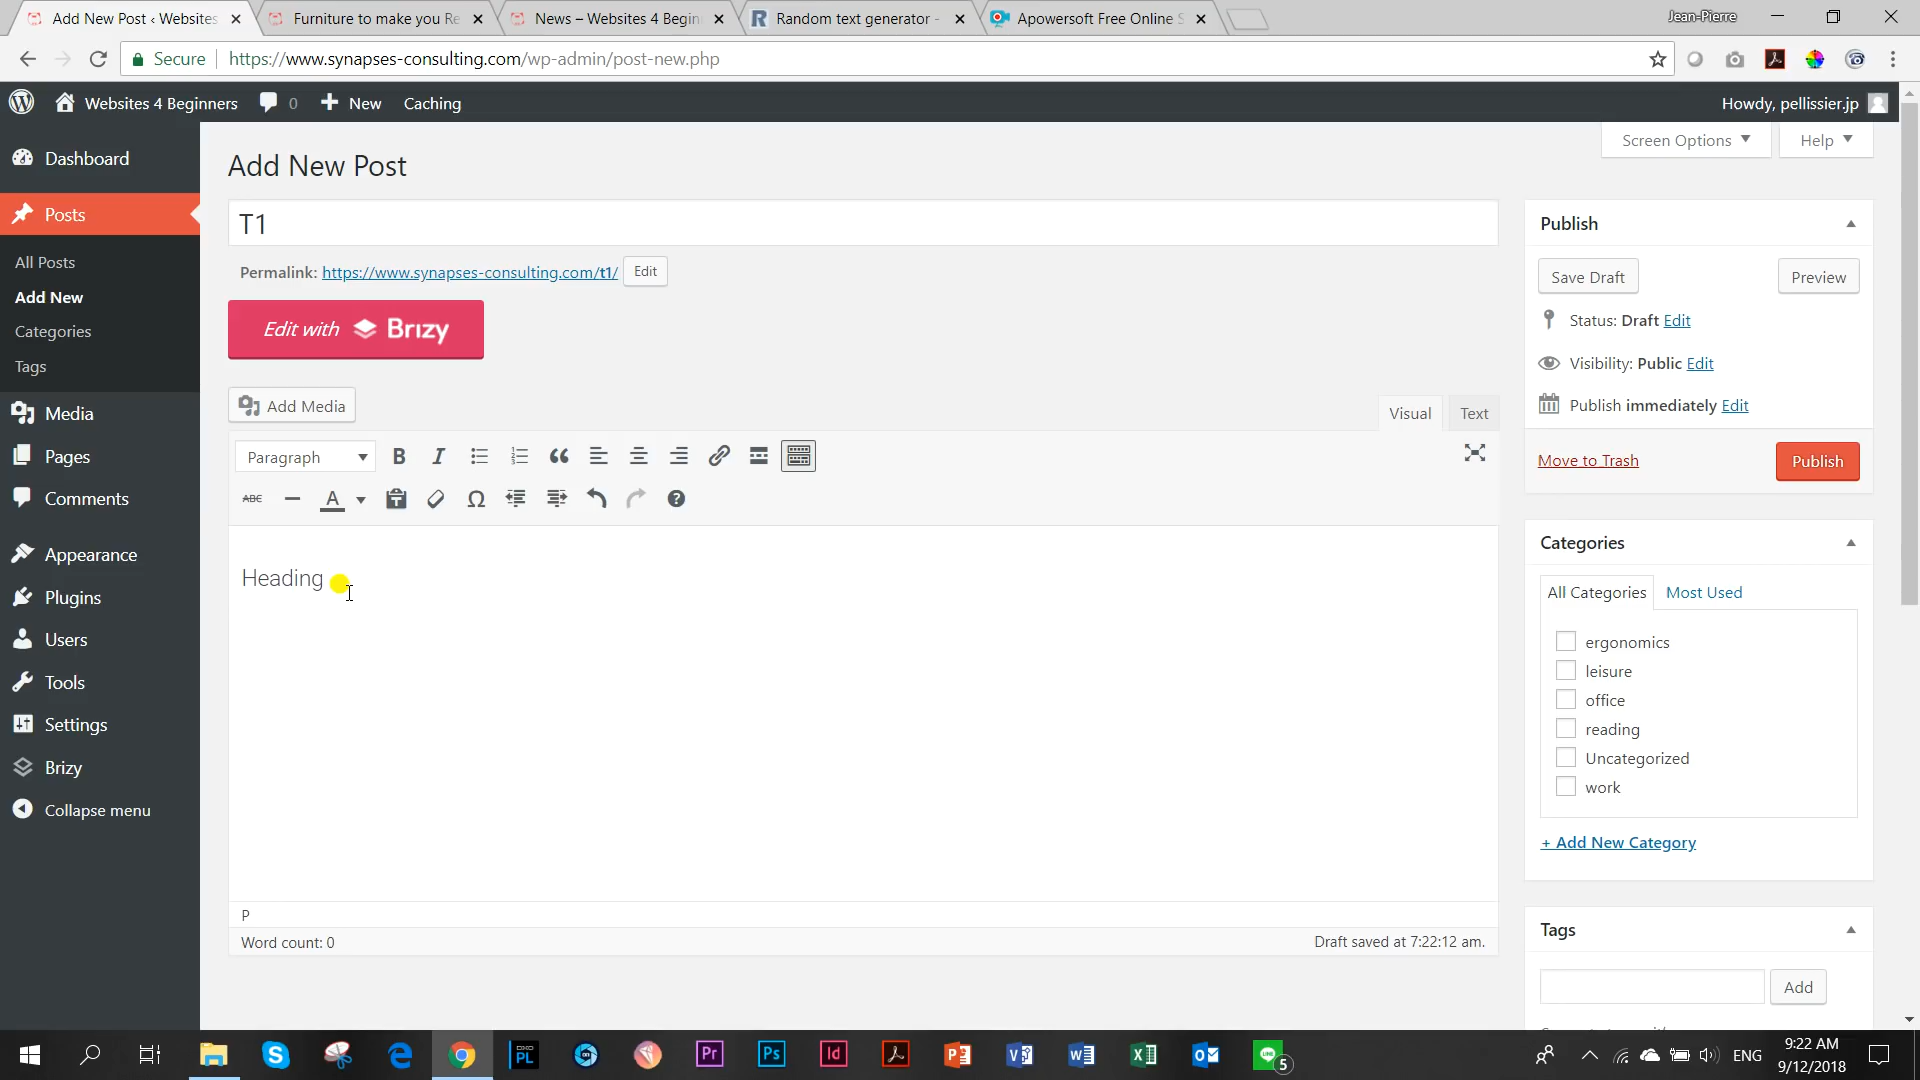 Add New Post ‹ Websites
Furniture to make you Re
News – Websites 4 Begin
Random text generator -
Apowersoft Free Online S
Jean-Pierre
Secure
https://www.synapses-consulting.com/wp-admin/post-new.php
Websites 4 Beginners
0
New
Caching
Howdy, pellissier.jp
Dashboard
Posts
All Posts
Add New
Categories
Tags
Media
Pages
Comments
Appearance
Plugins
Users
Tools
Settings
Brizy
Collapse menu
Screen Options
Help
Add New Post
T1
Permalink: https://www.synapses-consulting.com/t1/ Edit
Edit with Brizy
Add Media
Visual
Text
Paragraph
B
I
ABC
A
Ω
Heading
P
Word count: 0
Draft saved at 7:22:12 am.
Publish
Save Draft
Preview
Status: Draft Edit
Visibility: Public Edit
Publish immediately Edit
Move to Trash
Publish
Categories
All Categories
Most Used
ergonomics
leisure
office
reading
Uncategorized
work
+ Add New Category
Tags
Add
PL
Pr
Ps
Id
5
ENG
9:22 AM
9/12/2018